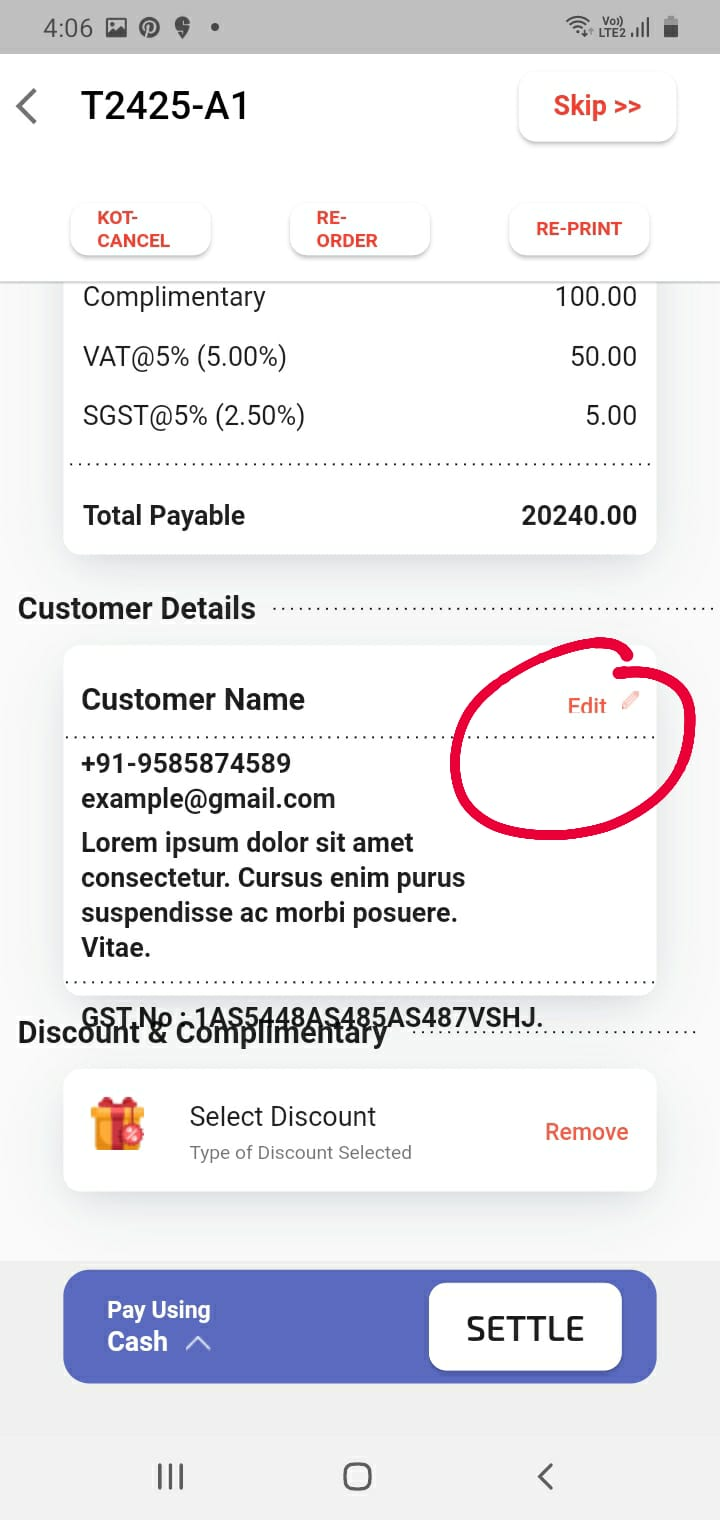 4:06
Vo))
LTE2
T2425-A1
Skip >>
KOT-
CANCEL
RE-
ORDER
RE-PRINT
Complimentary 100.00
VAT@5% (5.00%) 50.00
SGST@5% (2.50%) 5.00
Total Payable 20240.00
Customer Details
Customer Name
Edit
+91-9585874589
example@gmail.com
Lorem ipsum dolor sit amet
consectetur. Cursus enim purus
suspendisse ac morbi posuere.
Vitae.
GST.No : 1AS5448AS485AS487VSHJ.
Discount & Complimentary
Select Discount
Type of Discount Selected
Remove
Pay Using
Cash
SETTLE